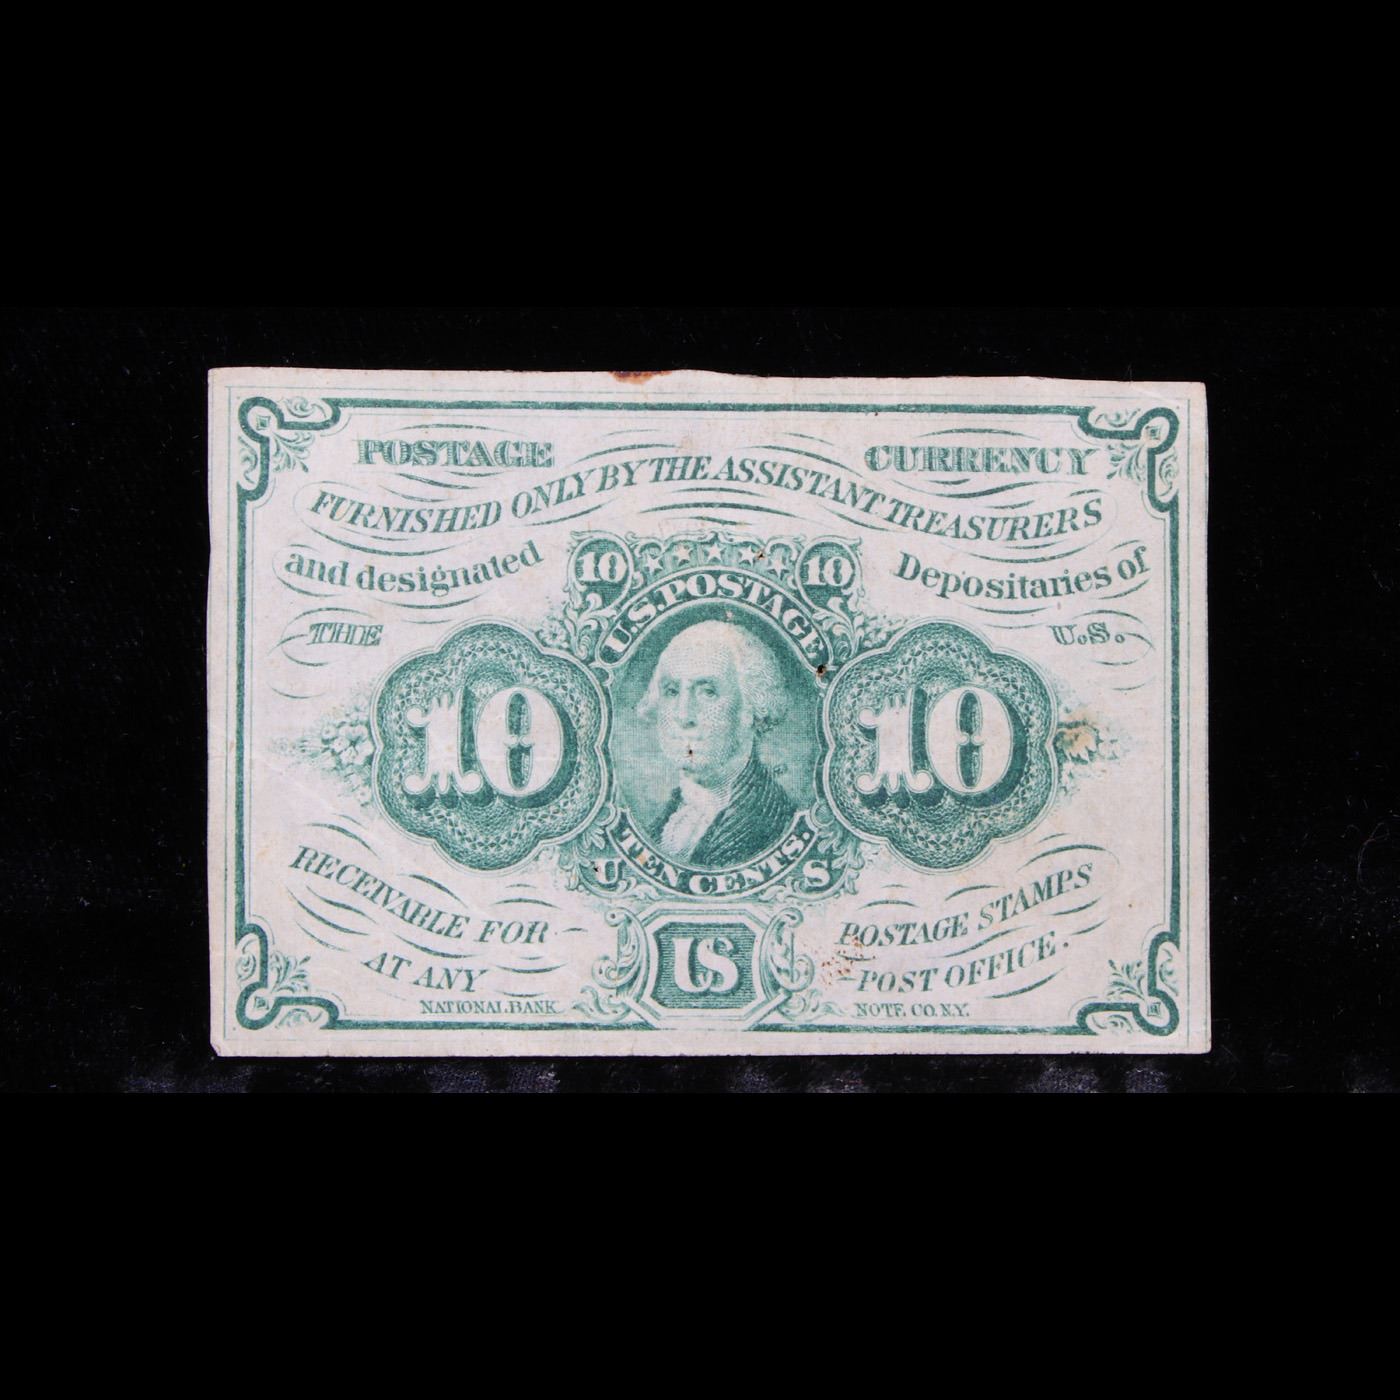 POSTAGE CURRENCY
FURNISHED ONLY BY THE ASSISTANT TREASURERS
and designated Depositaries of
THE U.S.
10 10
U.S. POSTAGE
10 10
TEN CENTS.
U S
RECEIVABLE FOR POSTAGE STAMPS
AT ANY POST OFFICE.
US
NATIONAL BANK NOTE CO. N.Y.